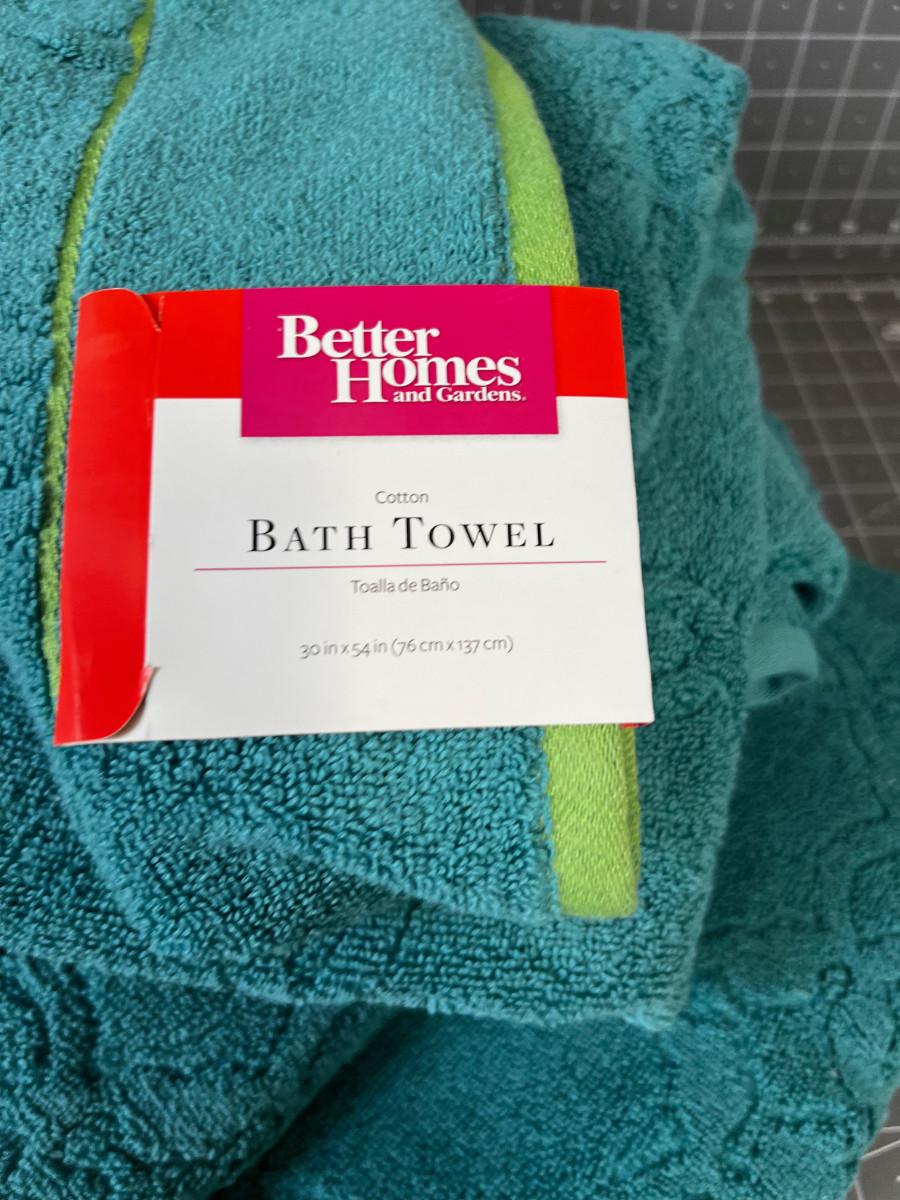 Better
Homes
and Gardens®
Cotton
BATH TOWEL
Toalla de Baño
30 in x 54 in (76 cm x 137 cm)